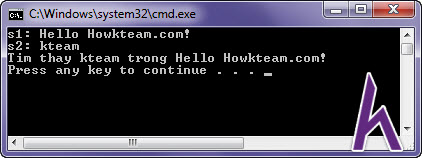 C:\Windows\system32\cmd.exe
s1: Hello Howkteam.com!
s2: kteam
Tim thay kteam trong Hello Howkteam.com!
Press any key to continue . . . _